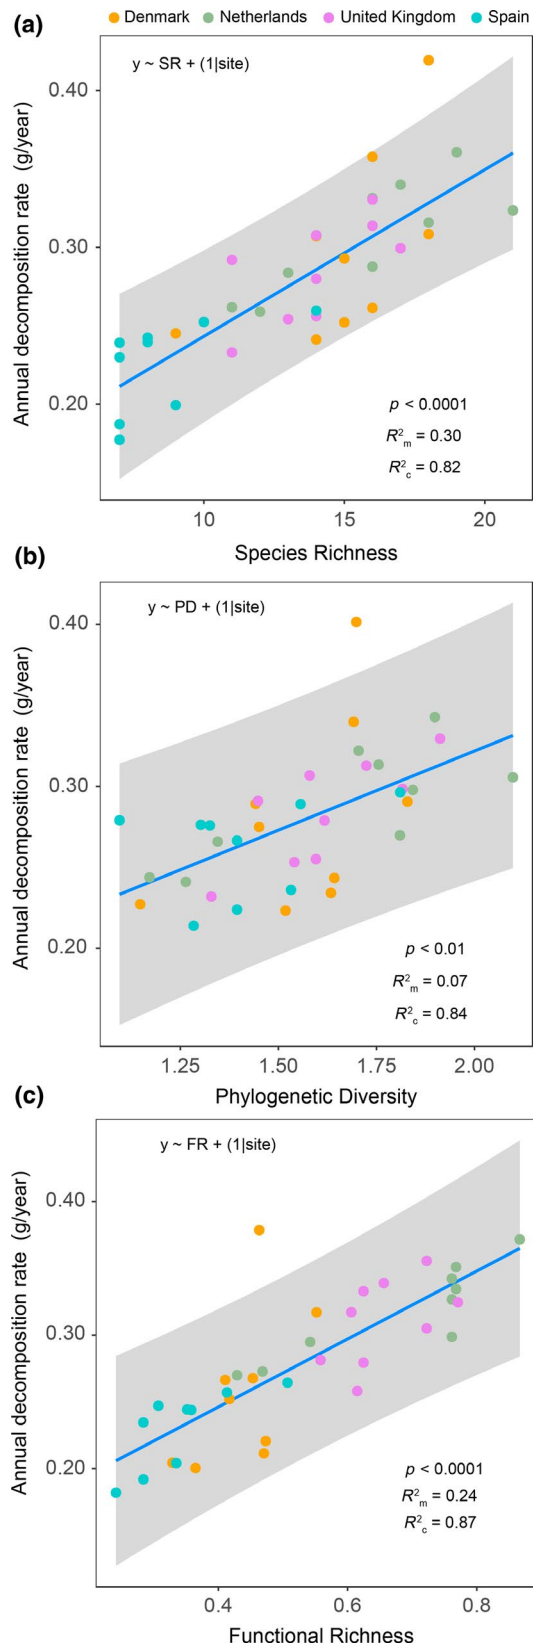 (a)
Denmark Netherlands United Kingdom Spain
y ~ SR + (1|site)
Annual decomposition rate (g/year)
0.40
0.30
0.20
p < 0.0001
R²m = 0.30
R²c = 0.82
10 15 20
Species Richness
(b)
y ~ PD + (1|site)
Annual decomposition rate (g/year)
0.40
0.30
0.20
p < 0.01
R²m = 0.07
R²c = 0.84
1.25 1.50 1.75 2.00
Phylogenetic Diversity
(c)
y ~ FR + (1|site)
Annual decomposition rate (g/year)
0.40
0.30
0.20
p < 0.0001
R²m = 0.24
R²c = 0.87
0.4 0.6 0.8
Functional Richness